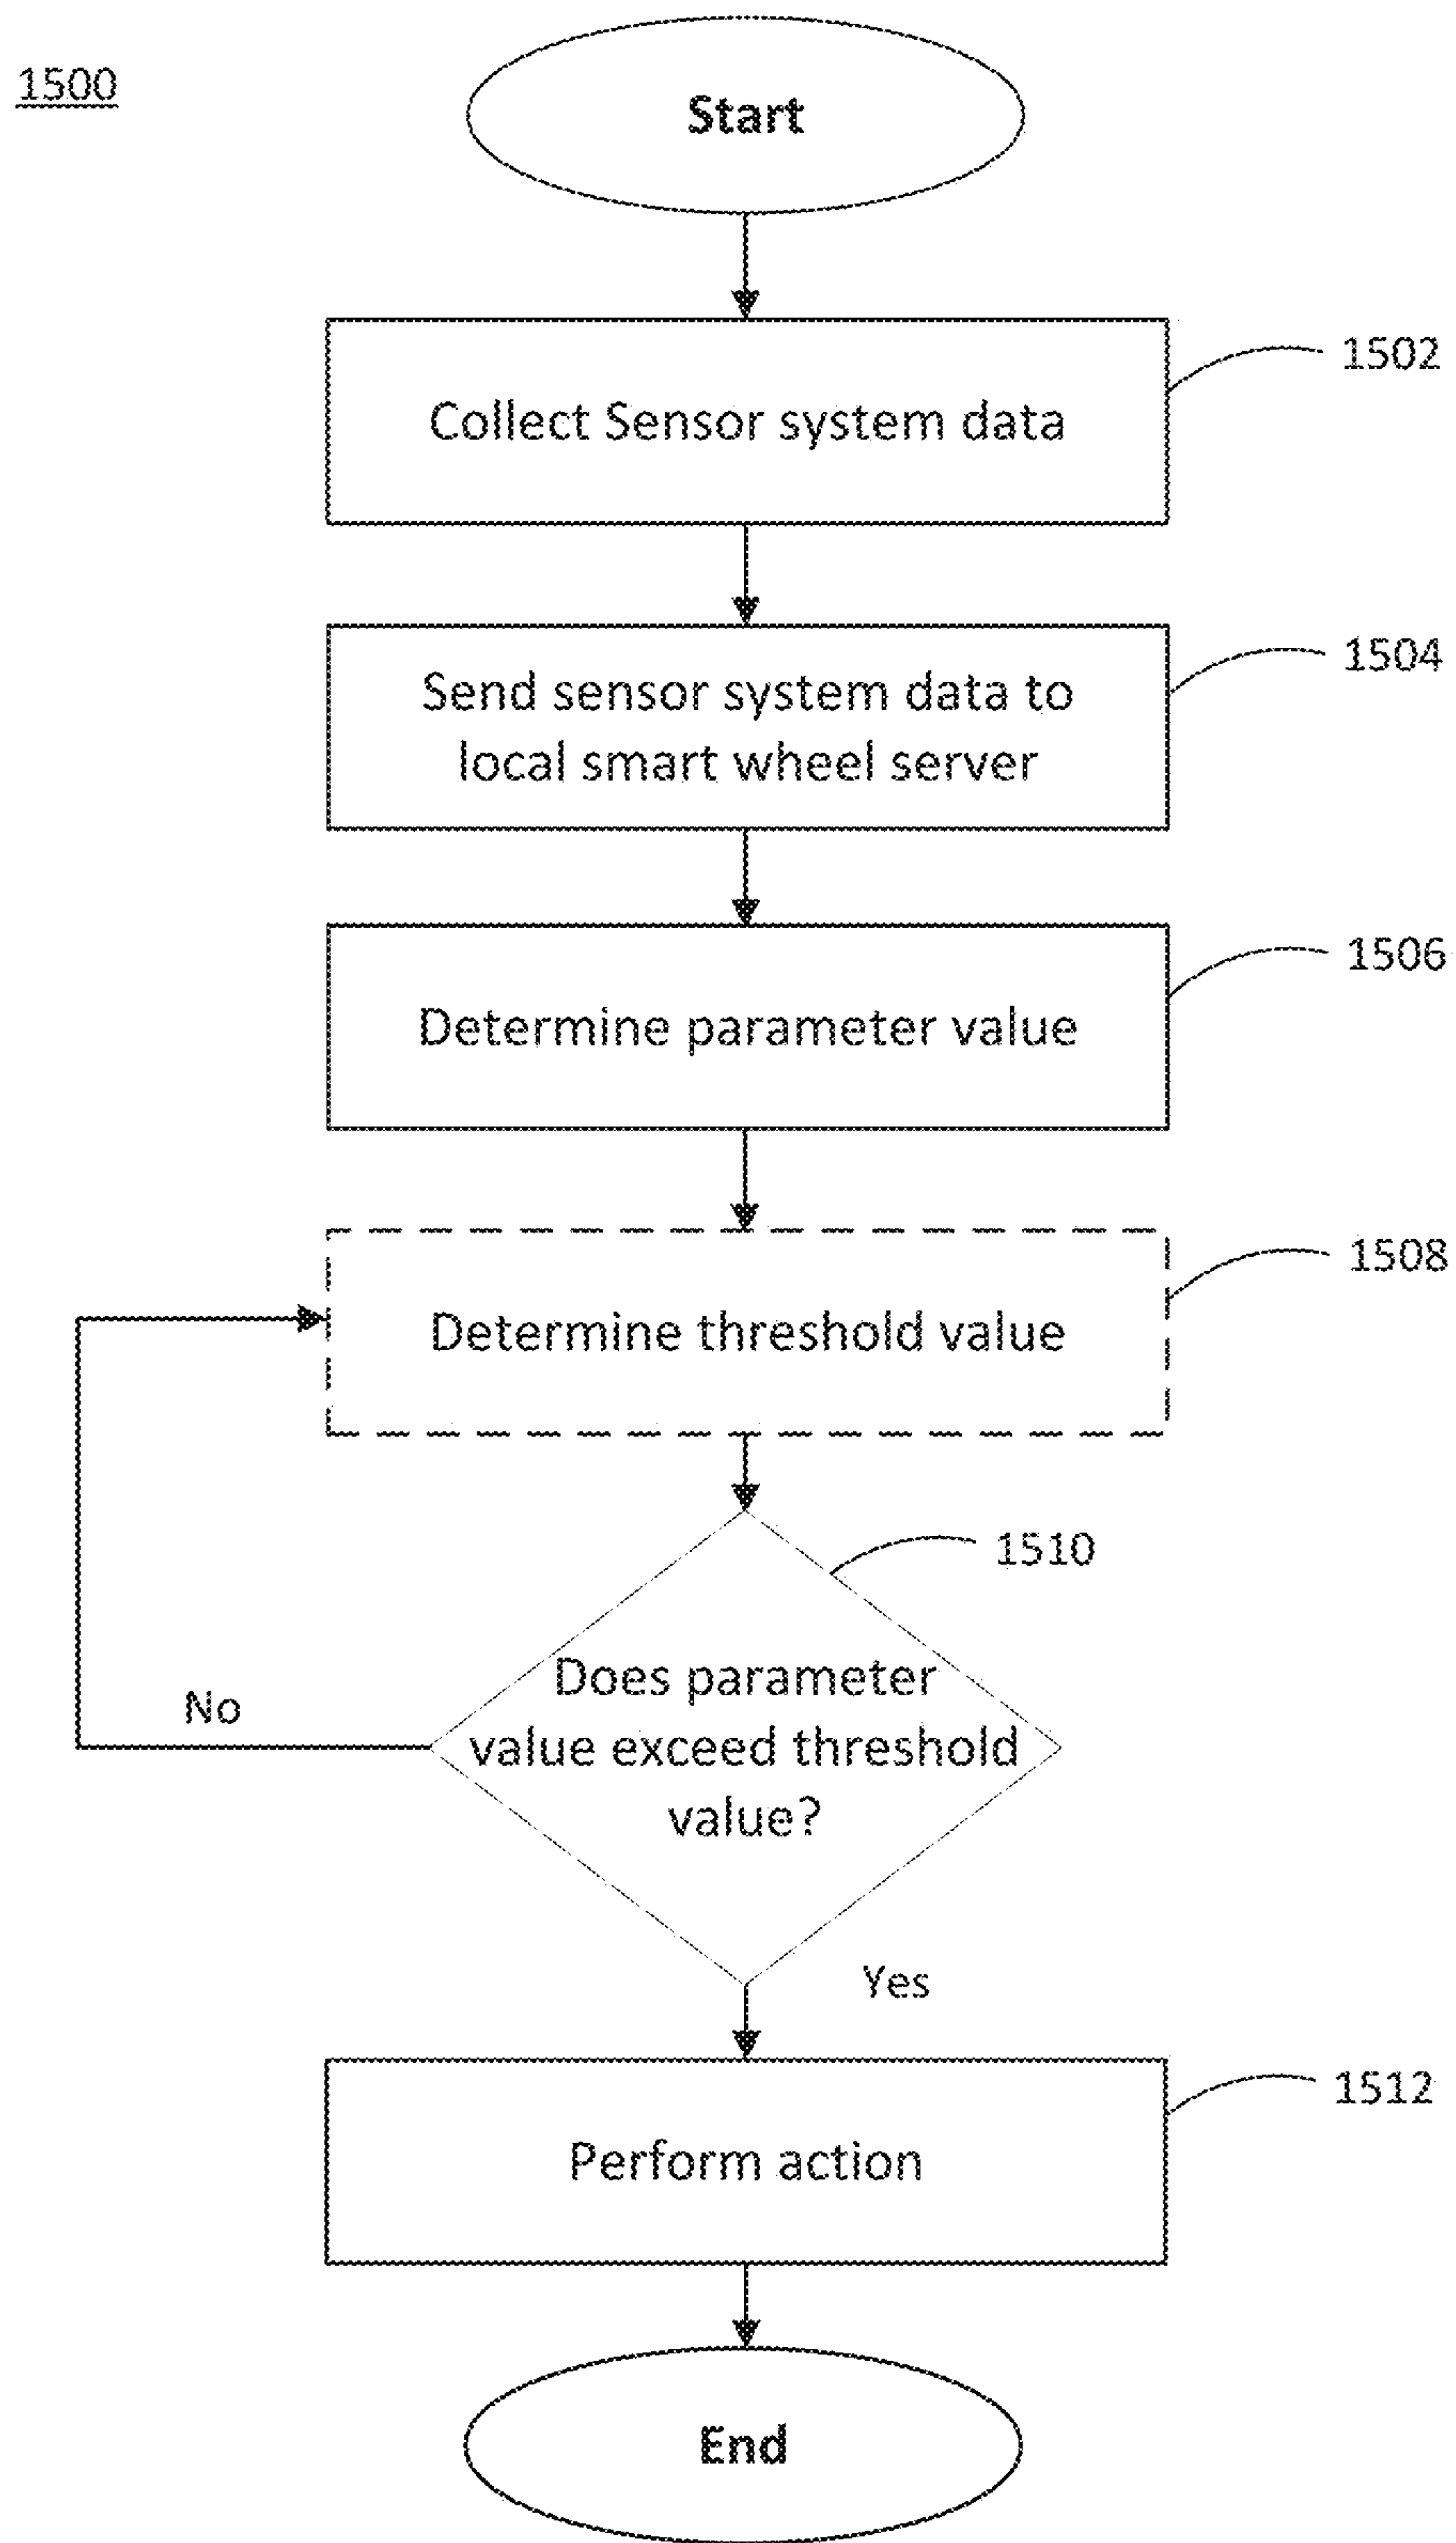 1500
Start
1502
Collect Sensor system data
1504
Send sensor system data to
local smart wheel server
1506
Determine parameter value
1508
Determine threshold value
1510
Does parameter
value exceed threshold
value?
No
Yes
1512
Perform action
End